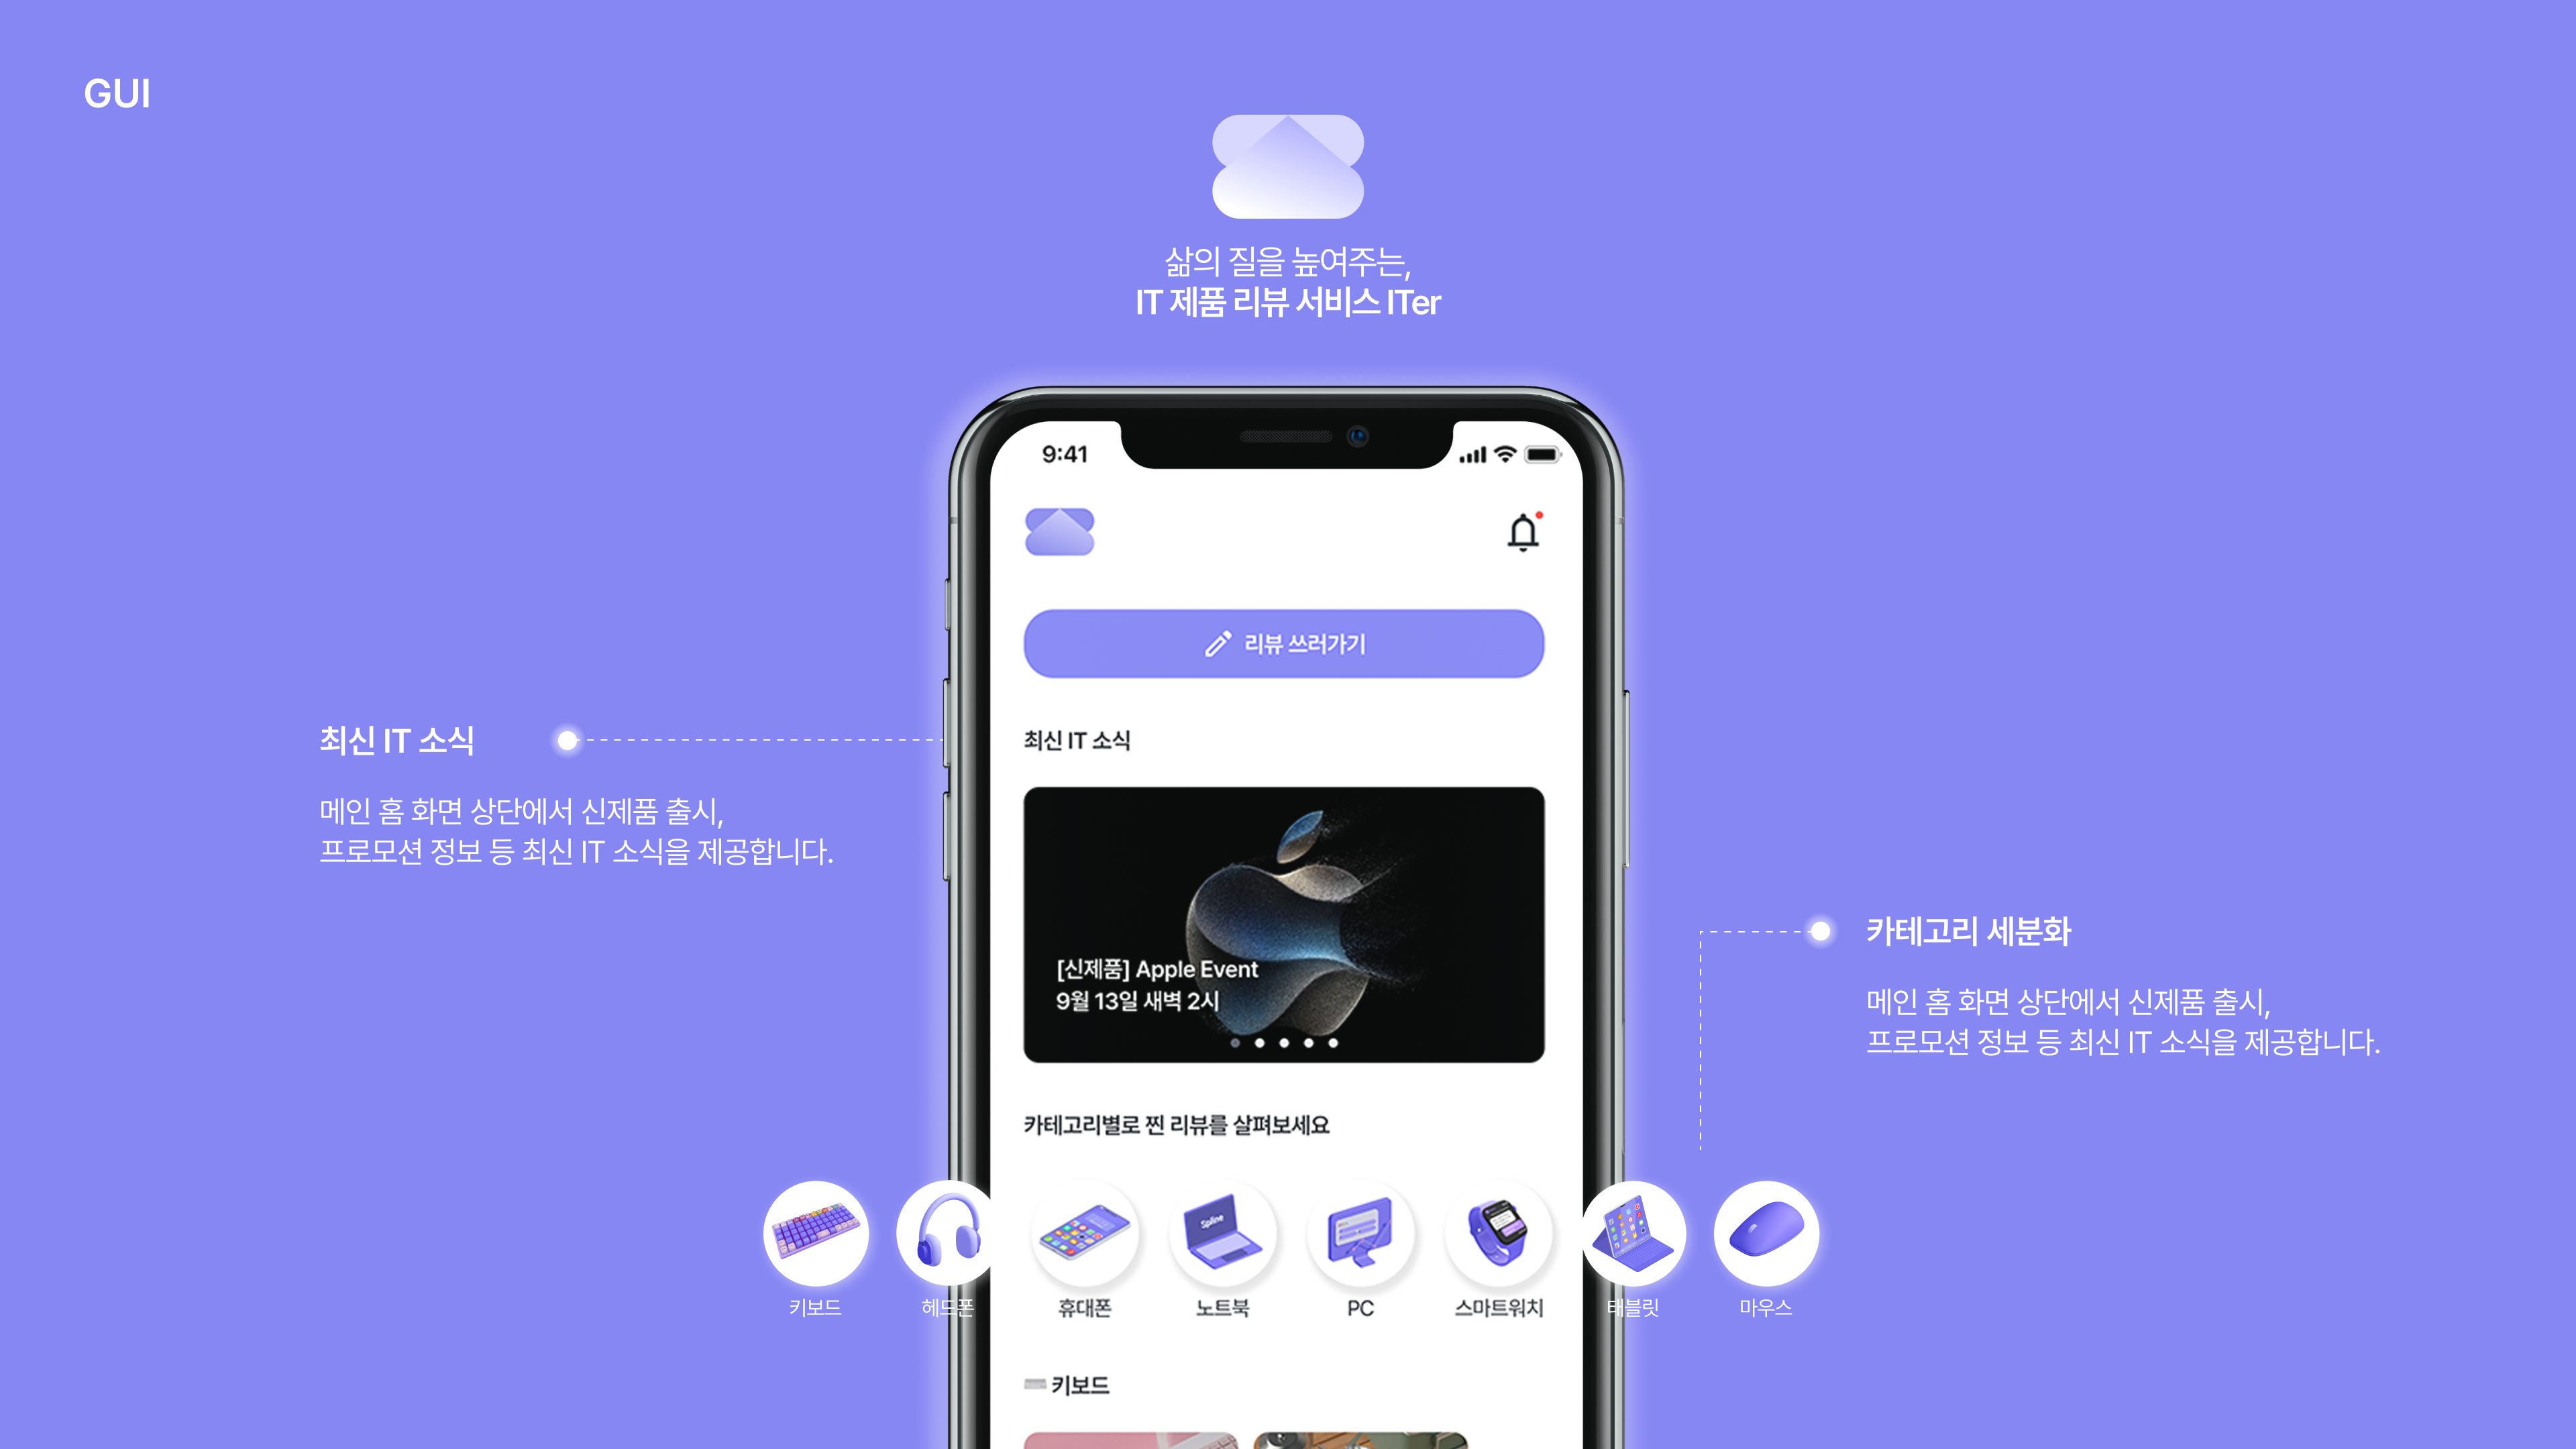 GUI
삶의 질을 높여주는,
IT 제품 리뷰 서비스 ITer
9:41
리뷰 쓰러가기
최신 IT 소식
메인 홈 화면 상단에서 신제품 출시,
프로모션 정보 등 최신 IT 소식을 제공합니다.
최신 IT 소식
[신제품] Apple Event
9월 13일 새벽 2시
카테고리 세분화
메인 홈 화면 상단에서 신제품 출시,
프로모션 정보 등 최신 IT 소식을 제공합니다.
카테고리별로 찐 리뷰를 살펴보세요
Spline
키보드
헤드폰
휴대폰
노트북
PC
스마트워치
태블릿
마우스
키보드